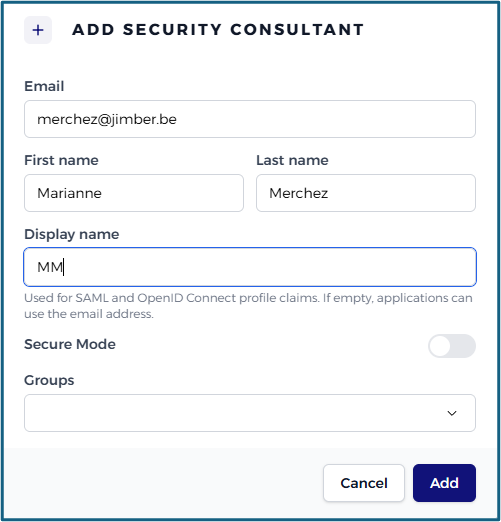 + ADD SECURITY CONSULTANT
Email
merchez@jimber.be
First name Last name
Marianne Merchez
Display name
MM
Used for SAML and OpenID Connect profile claims. If empty, applications can
use the email address.
Secure Mode
Groups
Cancel Add